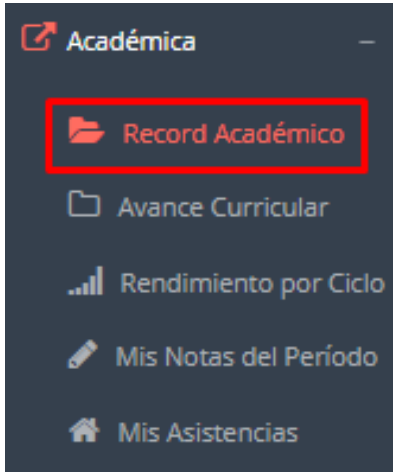 Académica
Record Académico
Avance Curricular
Rendimiento por Ciclo
Mis Notas del Período
Mis Asistencias